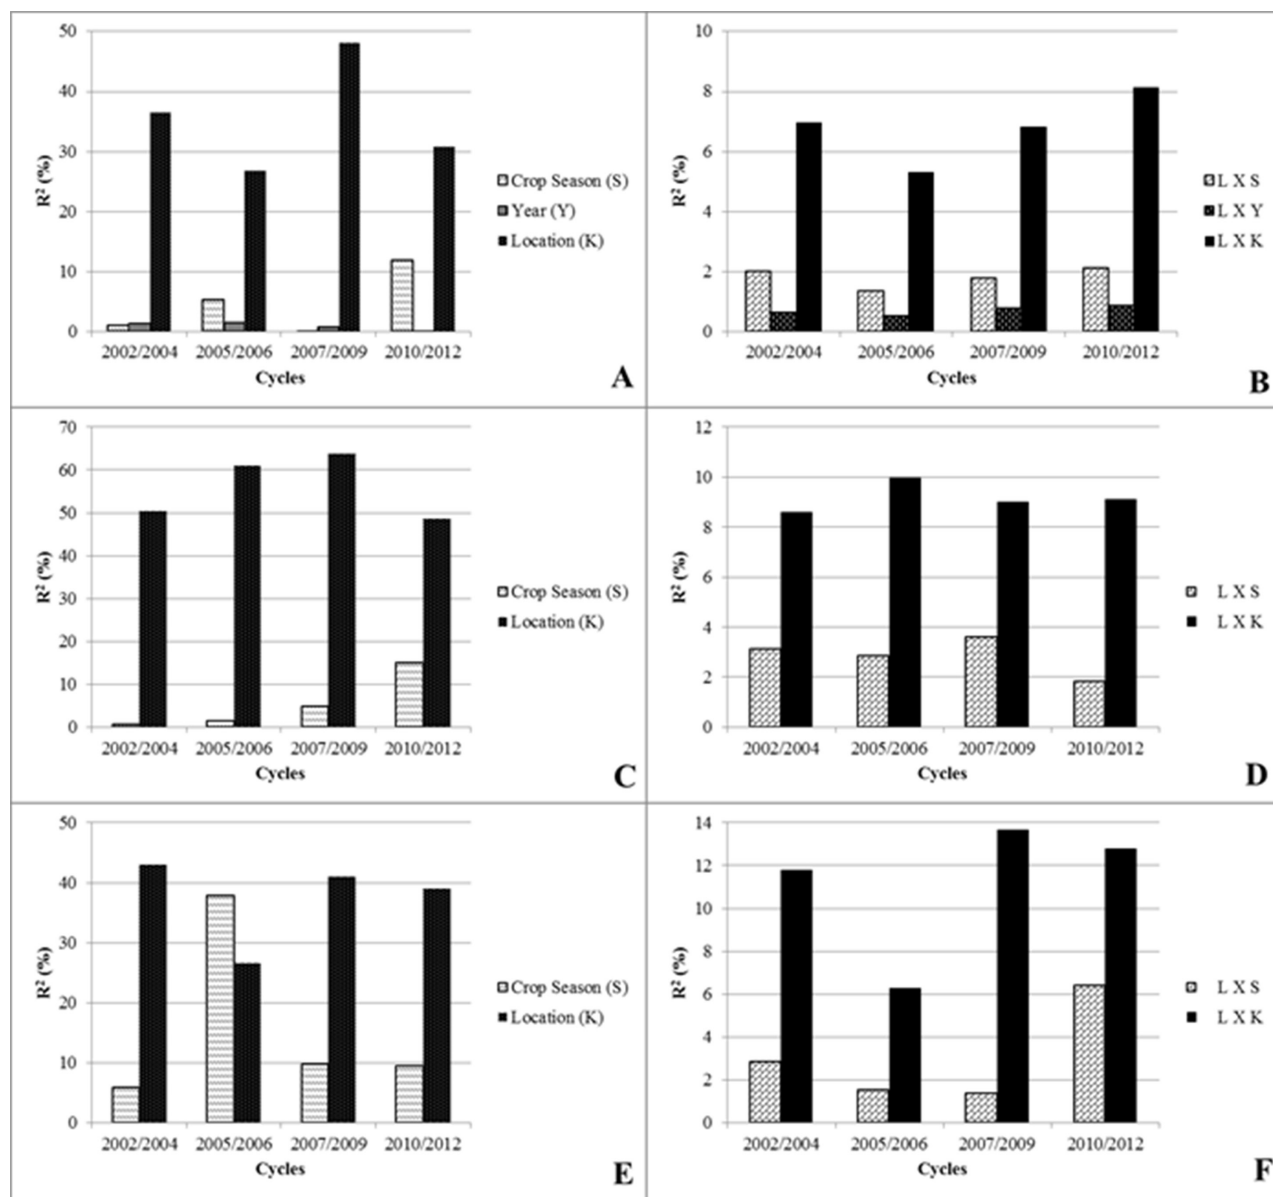 50
40
30
20
10
0
R² (%)
2002/2004 2005/2006 2007/2009 2010/2012
Cycles
Crop Season (S)
Year (Y)
Location (K)
A
10
8
6
4
2
0
R² (%)
2002/2004 2005/2006 2007/2009 2010/2012
Cycles
L X S
L X Y
L X K
B
70
60
50
40
30
20
10
0
R² (%)
2002/2004 2005/2006 2007/2009 2010/2012
Cycles
Crop Season (S)
Location (K)
C
12
10
8
6
4
2
0
R² (%)
2002/2004 2005/2006 2007/2009 2010/2012
Cycles
L X S
L X K
D
50
40
30
20
10
0
R² (%)
2002/2004 2005/2006 2007/2009 2010/2012
Cycles
Crop Season (S)
Location (K)
E
14
12
10
8
6
4
2
0
R² (%)
2002/2004 2005/2006 2007/2009 2010/2012
Cycles
L X S
L X K
F